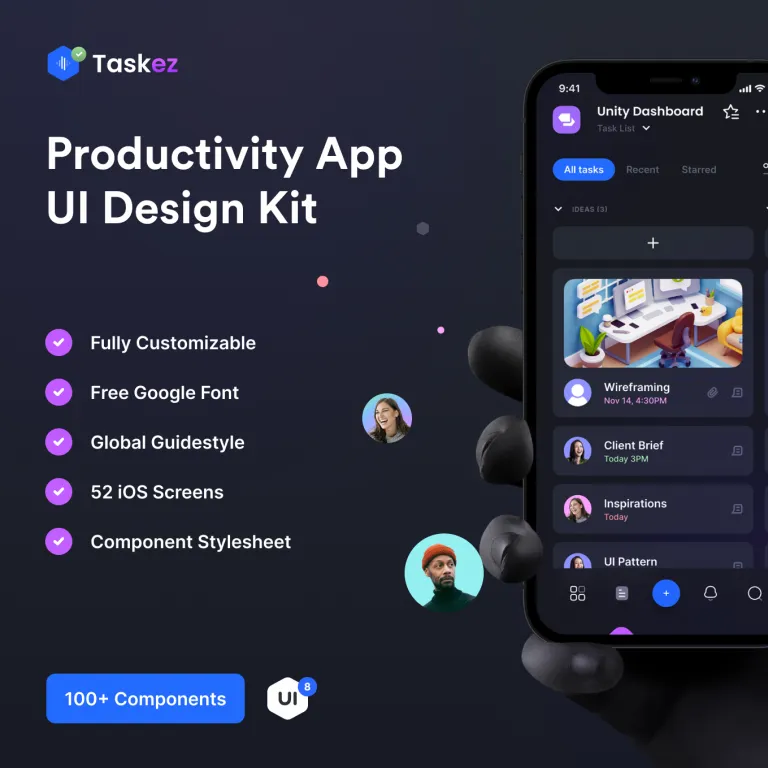 Taskez
Productivity App
UI Design Kit
Fully Customizable
Free Google Font
Global Guidestyle
52 iOS Screens
Component Stylesheet
100+ Components
UI
8
9:41
Unity Dashboard
Task List
All tasks
Recent
Starred
IDEAS (3)
Wireframing
Nov 14, 4:30PM
Client Brief
Today 3PM
Inspirations
Today
UI Pattern